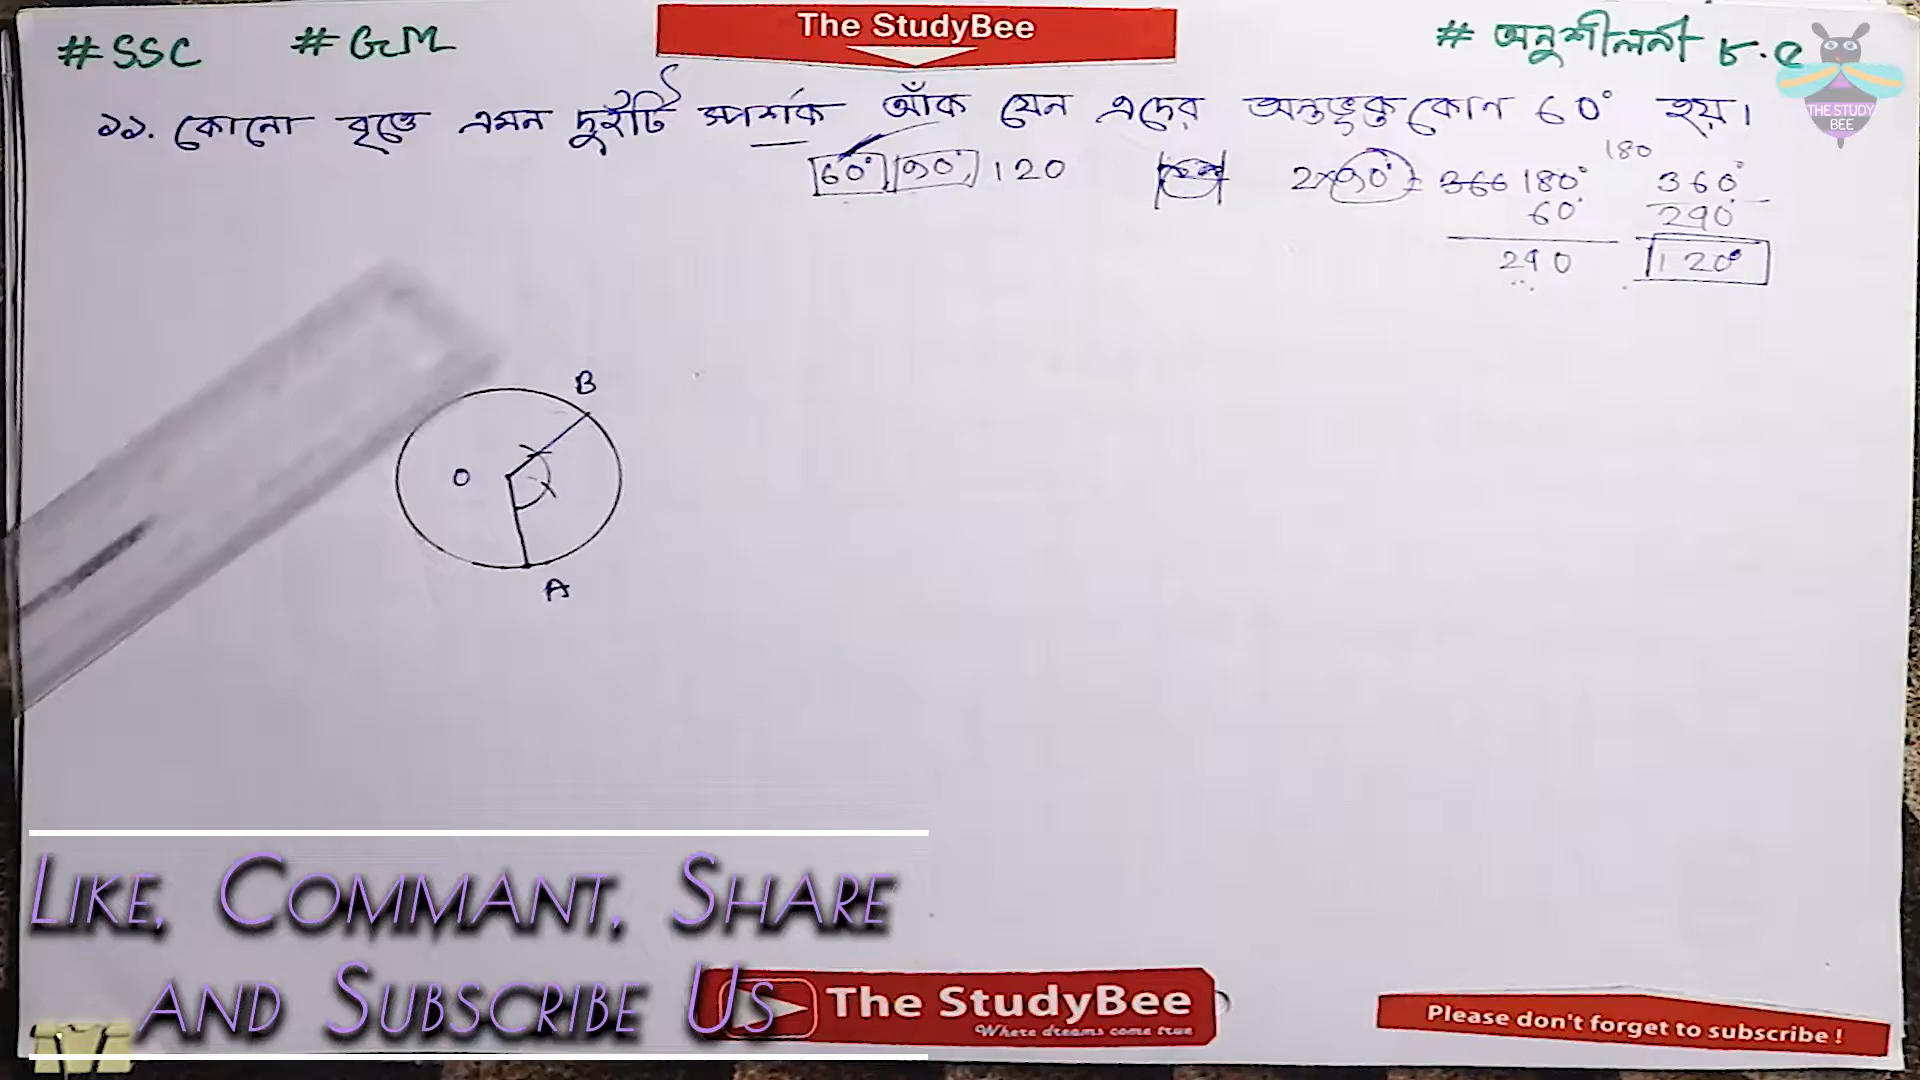 The StudyBee
#SSC #GM
# অনুশীলনী ৮.৫
THE STUDY
BEE
১১. কোনো বৃত্তে এমন দুইটি স্পর্শক আঁক যেন এদের অন্তর্ভুক্ত কোণ 60° হয়।
60° 90° 120
2×90° = 360 180°
60°
240
180
360°
240°
120°
B
O
A
LIKE, COMMANT, SHARE
AND SUBSCRIBE US
The StudyBee
Where dreams come true
Please don't forget to subscribe !